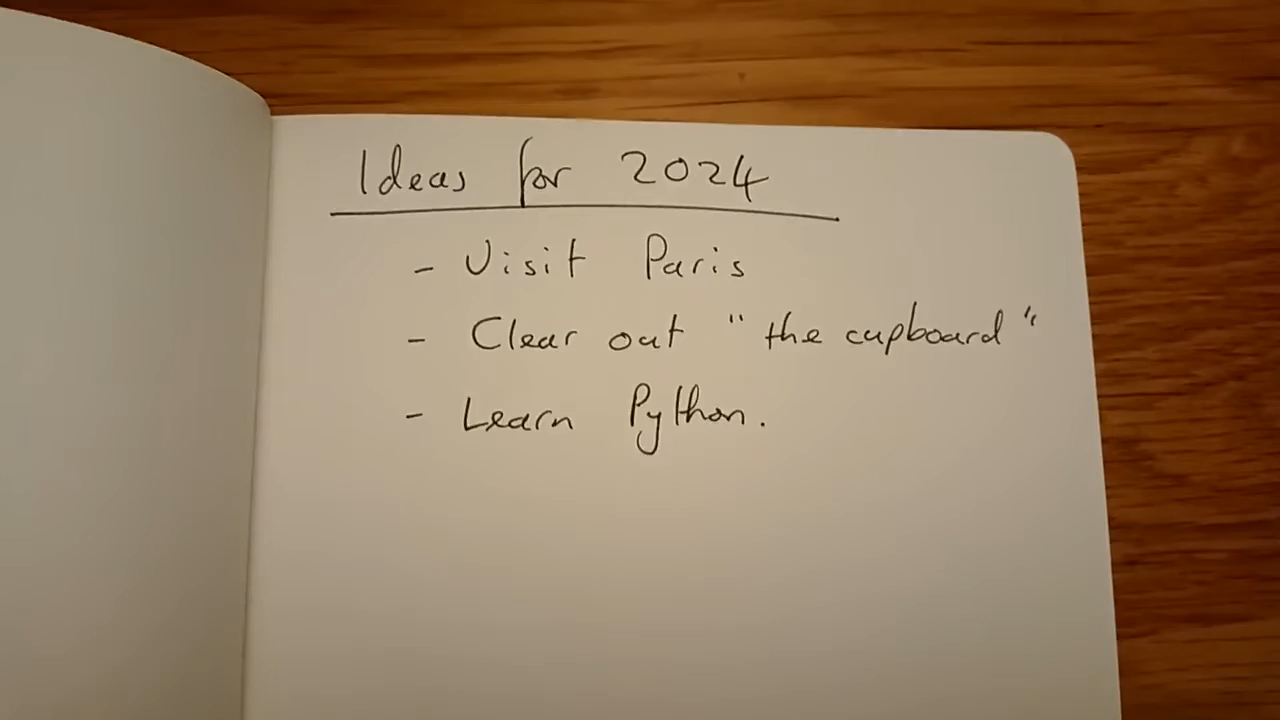 Ideas for 2024
- Visit Paris
- Clear out "the cupboard"
- Learn Python.